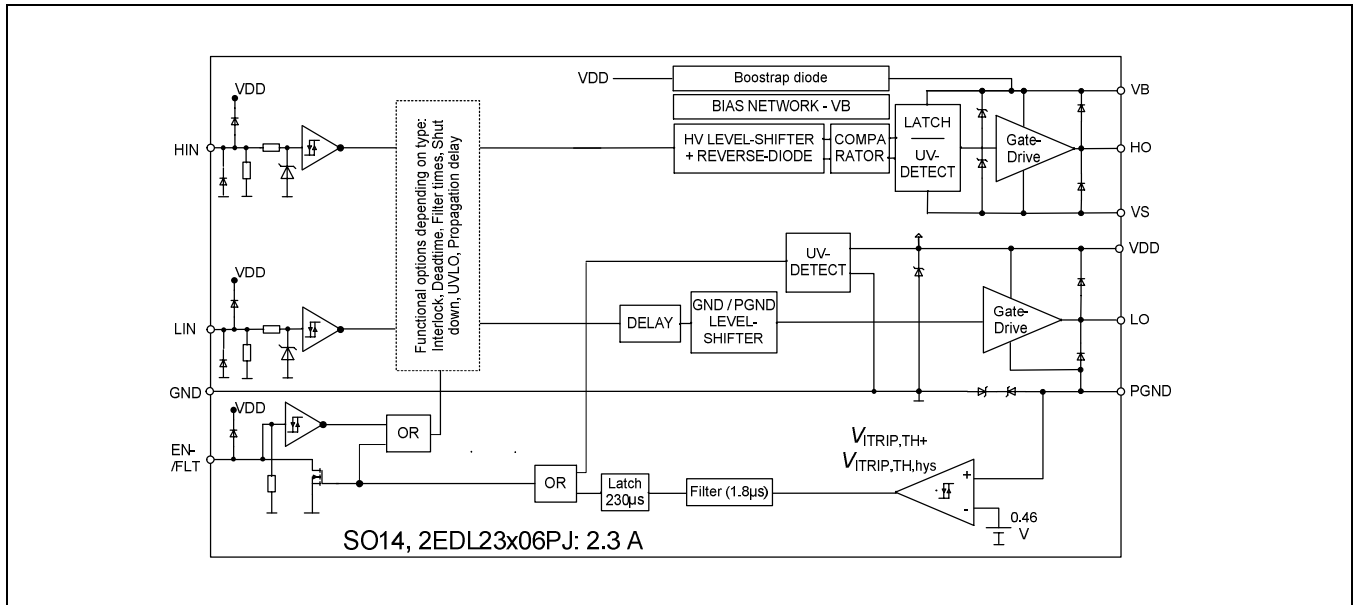 VDD
HIN
Functional options depending on type:
Interlock, Deadtime, Filter times, Shut
down, UVLO, Propagation delay
VDD
Boostrap diode
BIAS NETWORK - VB
HV LEVEL-SHIFTER
+ REVERSE-DIODE
COMPA
RATOR
LATCH
UV-
DETECT
Gate-
Drive
VB
HO
VS
VDD
LIN
DELAY
GND / PGND
LEVEL-
SHIFTER
UV-
DETECT
Gate-
Drive
VDD
LO
GND
PGND
VDD
EN-
/FLT
OR
OR
Latch
230µs
Filter (1.8µs)
VITRIP,TH+
VITRIP,TH,hys
+
-
0.46
V
SO14, 2EDL23x06PJ: 2.3 A